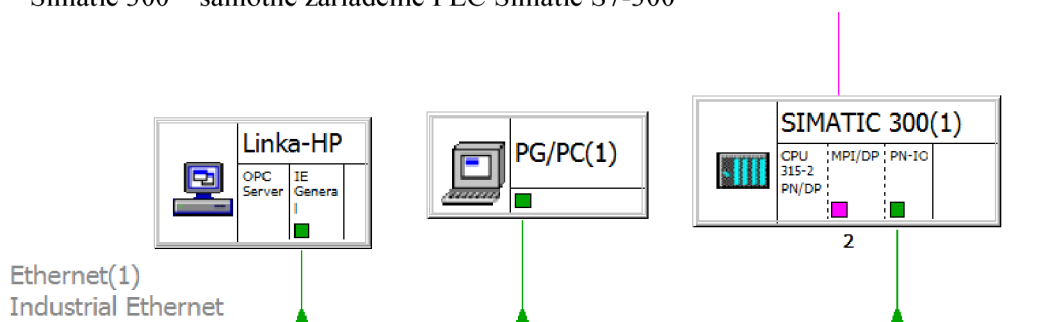 Simatic 300 – samotné zariadenie PLC Simatic S7-300
Linka-HP
OPC Server
IE General
PG/PC(1)
SIMATIC 300(1)
CPU 315-2 PN/DP
MPI/DP
PN-IO
2
Ethernet(1)
Industrial Ethernet